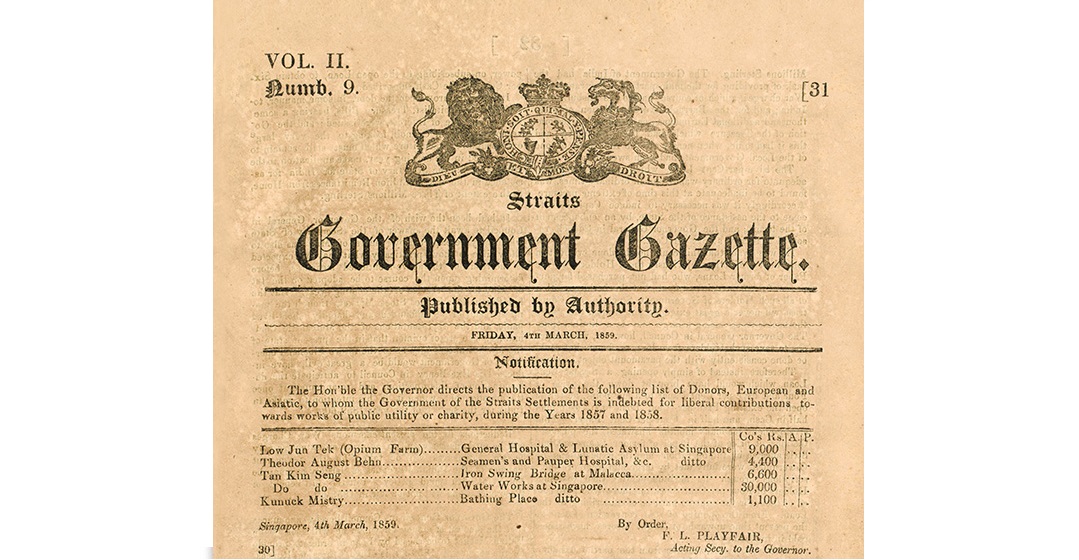 VOL. II.
Numb. 9.
[31
DIEU ET MON DROIT
Straits
Government Gazette.
Published by Authority.
FRIDAY, 4TH MARCH, 1859.
Notification.
The Hon'ble the Governor directs the publication of the following list of Donors, European and
Asiatic, to whom the Government of the Straits Settlements is indebted for liberal contributions to-
wards works of public utility or charity, during the Years 1857 and 1858.
Co's Rs. A. P.
Low Jun Tek (Opium Farm)........General Hospital & Lunatic Asylum at Singapore 9,000 .. ..
Theodor August Behn..................Seamen's and Pauper Hospital, &c. ditto 4,400 .. ..
Tan Kim Seng............................Iron Swing Bridge at Malacca..................... 6,600 .. ..
Do do ............................Water Works at Singapore........................... 30,000 .. ..
Kunuck Mistry............................Bathing Place ditto ........................... 1,100 .. ..
Singapore, 4th March, 1859.
By Order,
F. L. PLAYFAIR,
Acting Secy. to the Governor.
30]